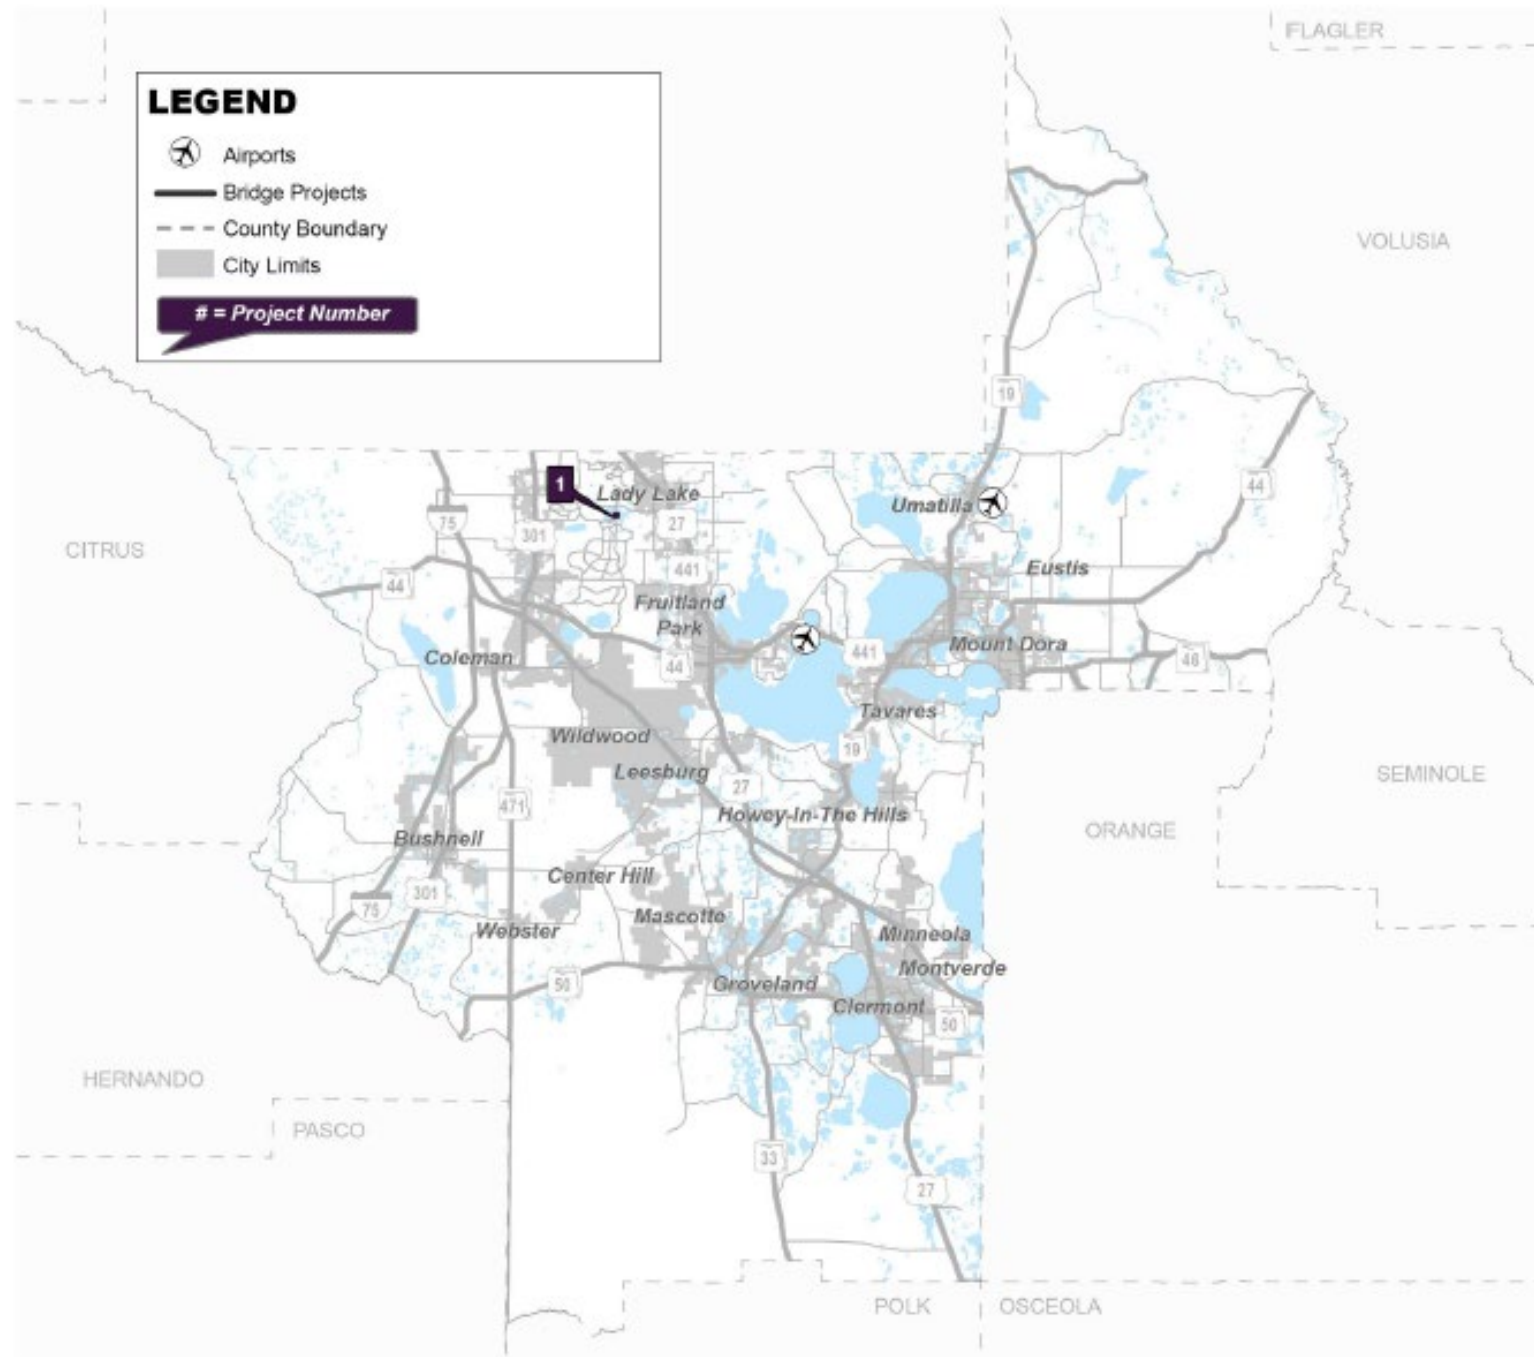 FLAGLER
LEGEND
Airports
Bridge Projects
County Boundary
City Limits
# = Project Number
VOLUSIA
19
44
1
Lady Lake
Umatilla
75
301
27
CITRUS
441
Eustis
44
Fruitland
Park
Mount Dora
441
Coleman
44
46
Tavares
Wildwood
19
Leesburg
27
SEMINOLE
471
Howey-In-The Hills
ORANGE
Bushnell
Center Hill
301
75
Mascotte
Webster
Minneola
Montverde
50
Groveland
Clermont
50
HERNANDO
PASCO
33
27
POLK
OSCEOLA